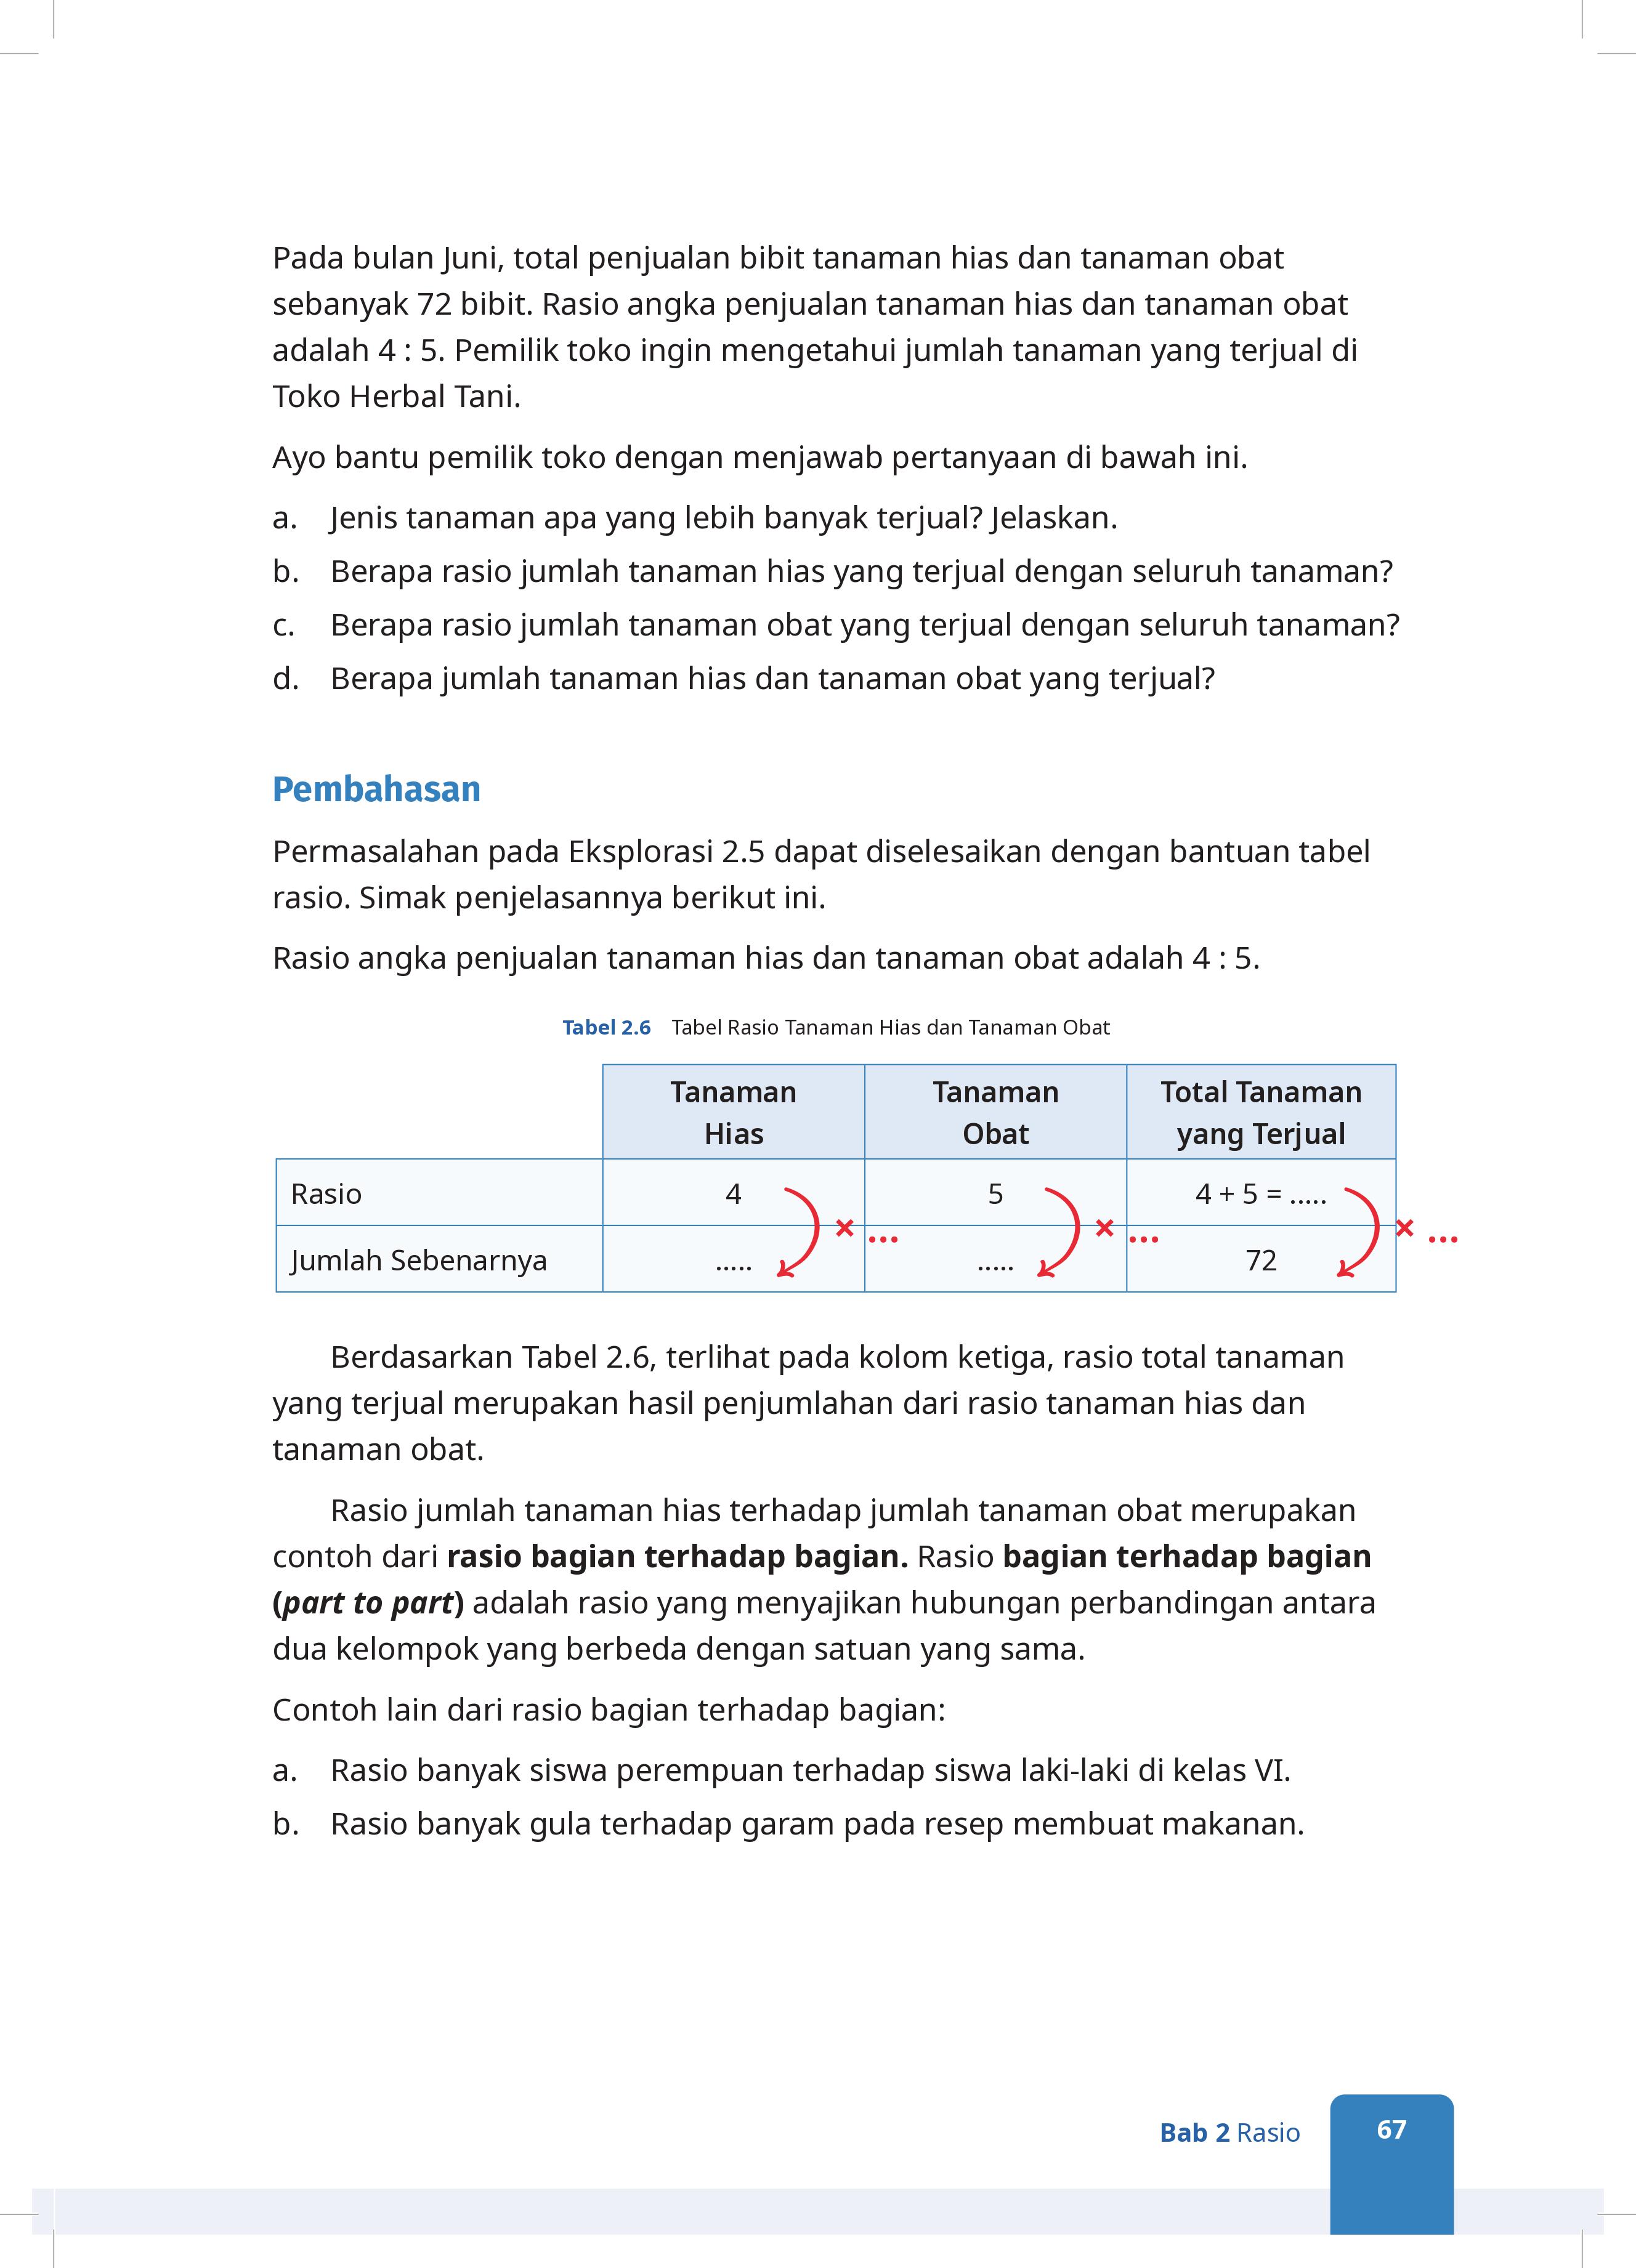 Pada bulan Juni, total penjualan bibit tanaman hias dan tanaman obat
sebanyak 72 bibit. Rasio angka penjualan tanaman hias dan tanaman obat
adalah 4 : 5. Pemilik toko ingin mengetahui jumlah tanaman yang terjual di
Toko Herbal Tani.
Ayo bantu pemilik toko dengan menjawab pertanyaan di bawah ini.
a. Jenis tanaman apa yang lebih banyak terjual? Jelaskan.
b. Berapa rasio jumlah tanaman hias yang terjual dengan seluruh tanaman?
c. Berapa rasio jumlah tanaman obat yang terjual dengan seluruh tanaman?
d. Berapa jumlah tanaman hias dan tanaman obat yang terjual?
Pembahasan
Permasalahan pada Eksplorasi 2.5 dapat diselesaikan dengan bantuan tabel
rasio. Simak penjelasannya berikut ini.
Rasio angka penjualan tanaman hias dan tanaman obat adalah 4 : 5.
Tabel 2.6 Tabel Rasio Tanaman Hias dan Tanaman Obat
Tanaman Tanaman Total Tanaman
Hias Obat yang Terjual
Rasio 4 5 4 + 5 = .....
× ... × ... × ...
Jumlah Sebenarnya ..... ..... 72
Berdasarkan Tabel 2.6, terlihat pada kolom ketiga, rasio total tanaman
yang terjual merupakan hasil penjumlahan dari rasio tanaman hias dan
tanaman obat.
Rasio jumlah tanaman hias terhadap jumlah tanaman obat merupakan
contoh dari rasio bagian terhadap bagian. Rasio bagian terhadap bagian
(part to part) adalah rasio yang menyajikan hubungan perbandingan antara
dua kelompok yang berbeda dengan satuan yang sama.
Contoh lain dari rasio bagian terhadap bagian:
a. Rasio banyak siswa perempuan terhadap siswa laki-laki di kelas VI.
b. Rasio banyak gula terhadap garam pada resep membuat makanan.
Bab 2 Rasio 67